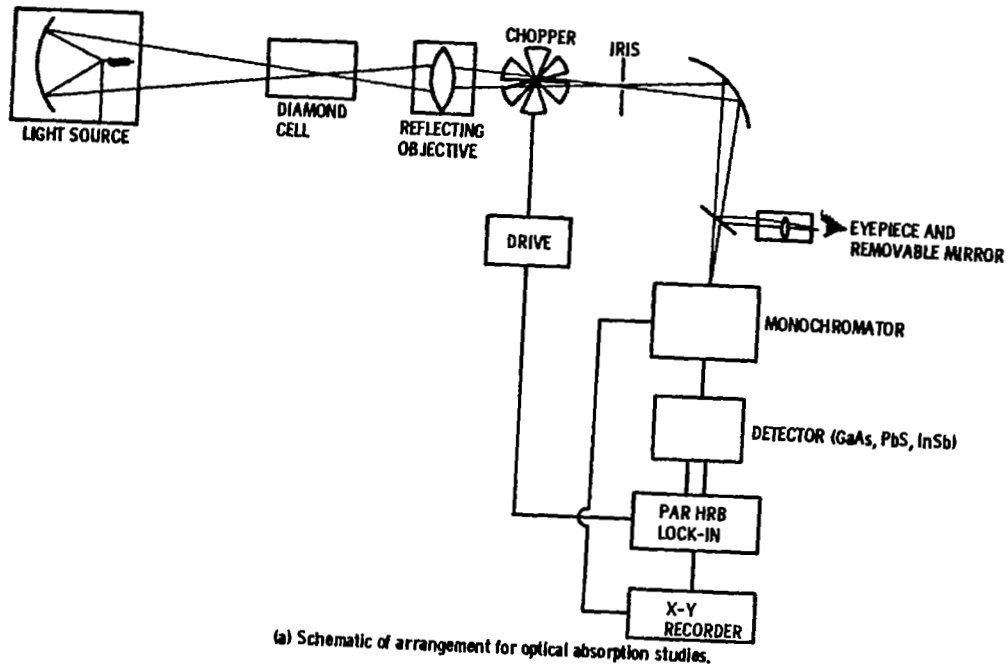 LIGHT SOURCE
DIAMOND
CELL
REFLECTING
OBJECTIVE
CHOPPER
IRIS
DRIVE
EYEPIECE AND
REMOVABLE MIRROR
MONOCHROMATOR
DETECTOR (GaAs, PbS, InSb)
PAR HRB
LOCK-IN
X-Y
RECORDER
(a) Schematic of arrangement for optical absorption studies.